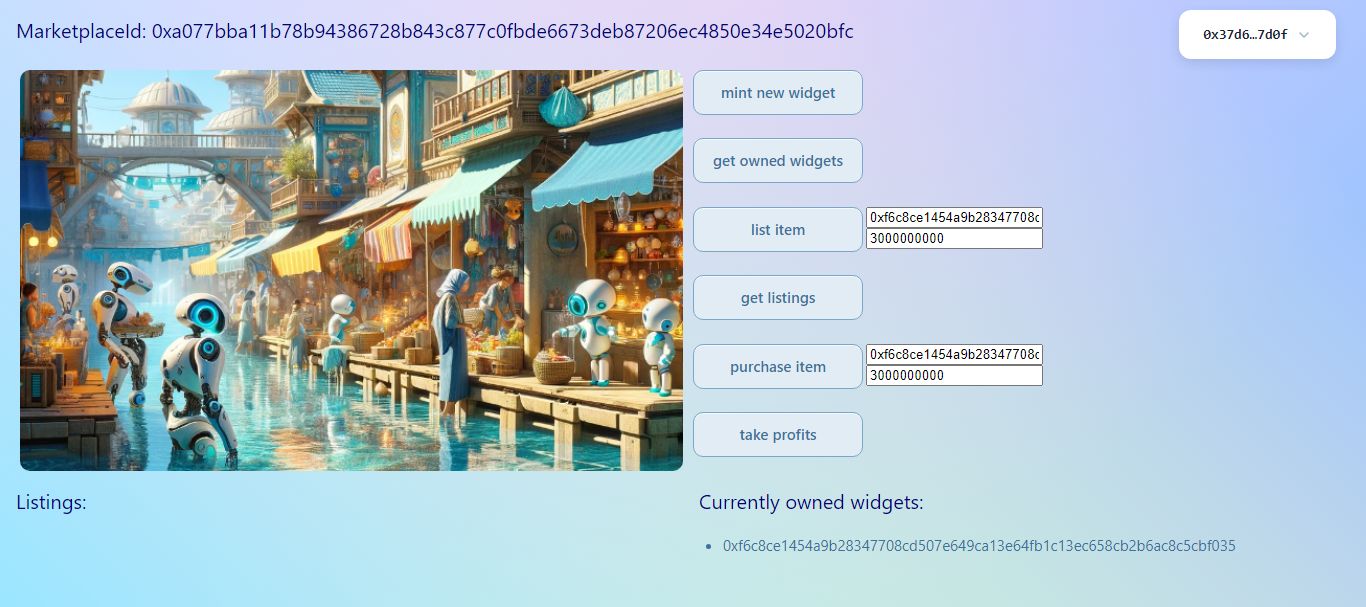 MarketplaceId: 0xa077bba11b78b94386728b843c877c0fbde6673deb87206ec4850e34e5020bfc
0x37d6…7d0f
mint new widget
get owned widgets
list item
0xf6c8ce1454a9b28347708c
3000000000
get listings
purchase item
0xf6c8ce1454a9b28347708c
3000000000
take profits
Listings:
Currently owned widgets:
• 0xf6c8ce1454a9b28347708cd507e649ca13e64fb1c13ec658cb2b6ac8c5cbf035